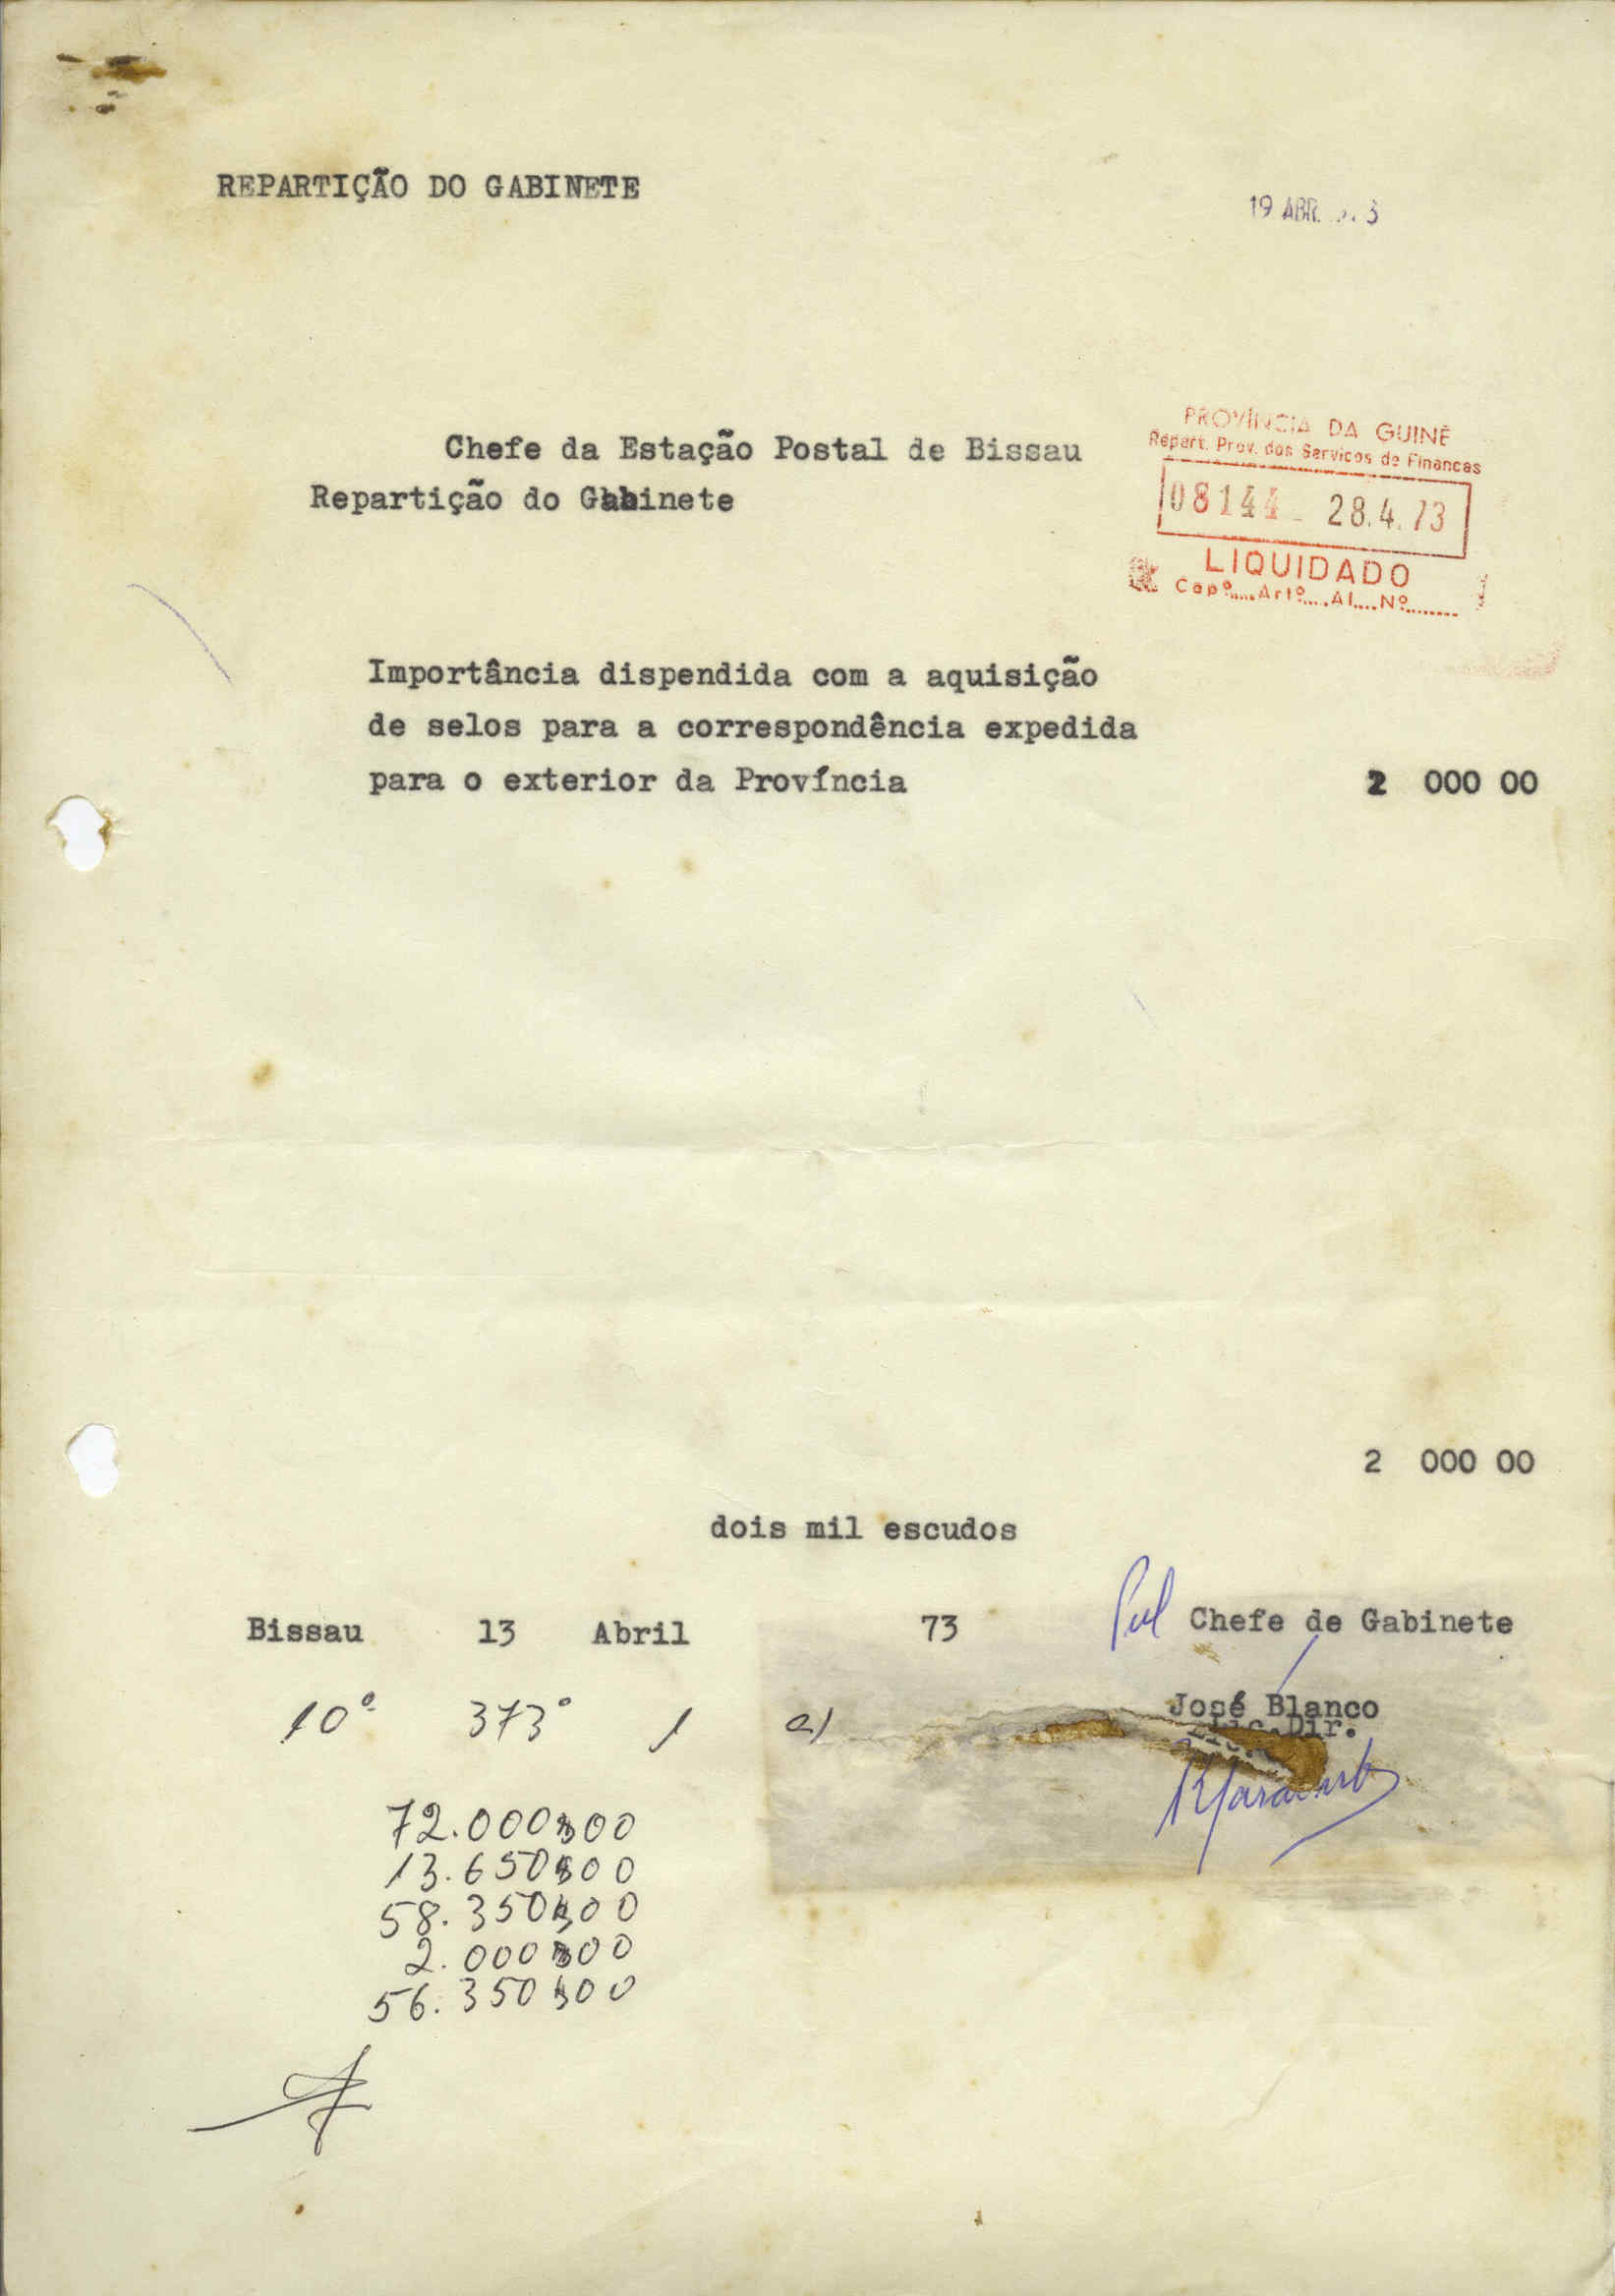 REPARTIÇÃO DO GABINETE
19 ABR.
Chefe da Estação Postal de Bissau
Repartição do Gabinete
PROVÍNCIA DA GUINÉ
Repart. Prov. dos Serviços de Finanças
08144 28.4.73
LIQUIDADO
Capº.....Artº.....Al.....Nº........
Importância dispendida com a aquisição
de selos para a correspondência expedida
para o exterior da Província 2 000 00
2 000 00
dois mil escudos
Bissau 13 Abril 73 Pel Chefe de Gabinete
José Blanco
Lic.Dir.
10º 373º 1 a)
72.000$00
13.650$00
58.350$00
2.000$00
56.350$00